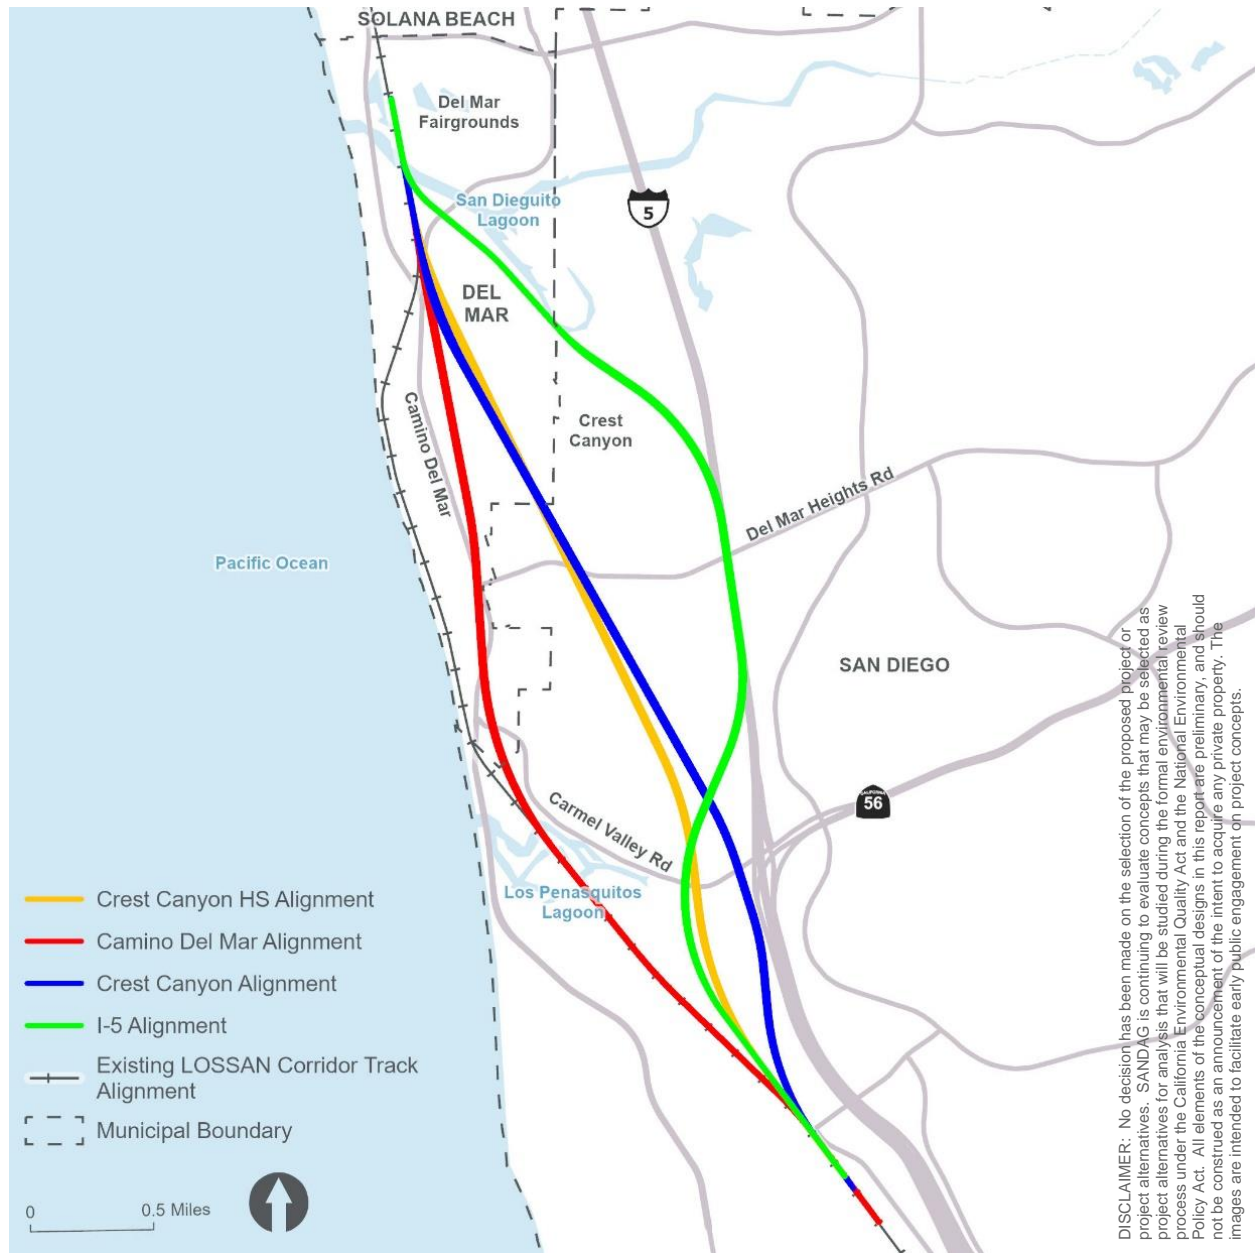 SOLANA BEACH
Del Mar
Fairgrounds
San Dieguito
Lagoon
5
DEL
MAR
Crest
Canyon
Camino Del Mar
Del Mar Heights Rd
Pacific Ocean
SAN DIEGO
CALIFORNIA
56
Carmel Valley Rd
Los Penasquitos
Lagoon
Crest Canyon HS Alignment
Camino Del Mar Alignment
Crest Canyon Alignment
I-5 Alignment
Existing LOSSAN Corridor Track
Alignment
Municipal Boundary
0
0.5 Miles
DISCLAIMER: No decision has been made on the selection of the proposed project or
project alternatives. SANDAG is continuing to evaluate concepts that may be selected as
project alternatives for analysis that will be studied during the formal environmental review
process under the California Environmental Quality Act and the National Environmental
Policy Act. All elements of the conceptual designs in this report are preliminary, and should
not be construed as an announcement of the intent to acquire any private property. The
images are intended to facilitate early public engagement on project concepts.